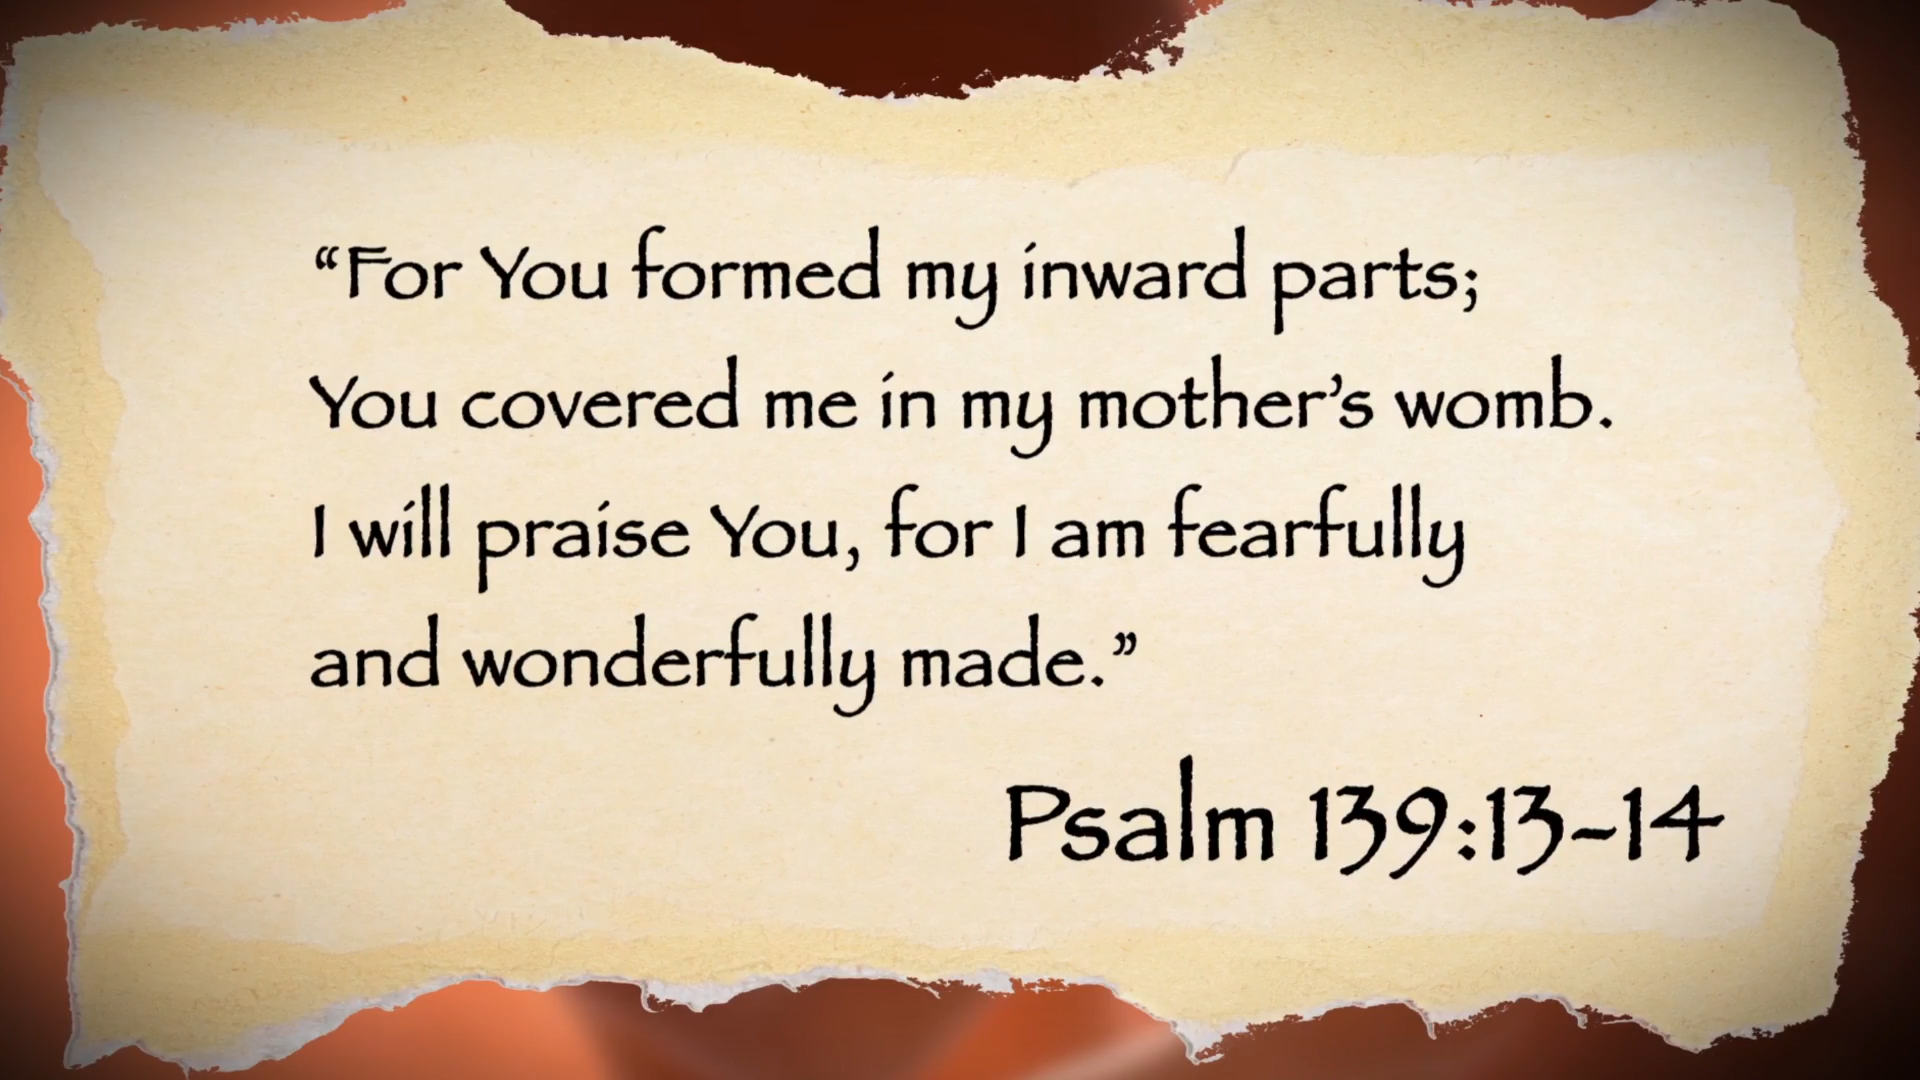 “For You formed my inward parts;
You covered me in my mother’s womb.
I will praise You, for I am fearfully
and wonderfully made.”
Psalm 139:13–14